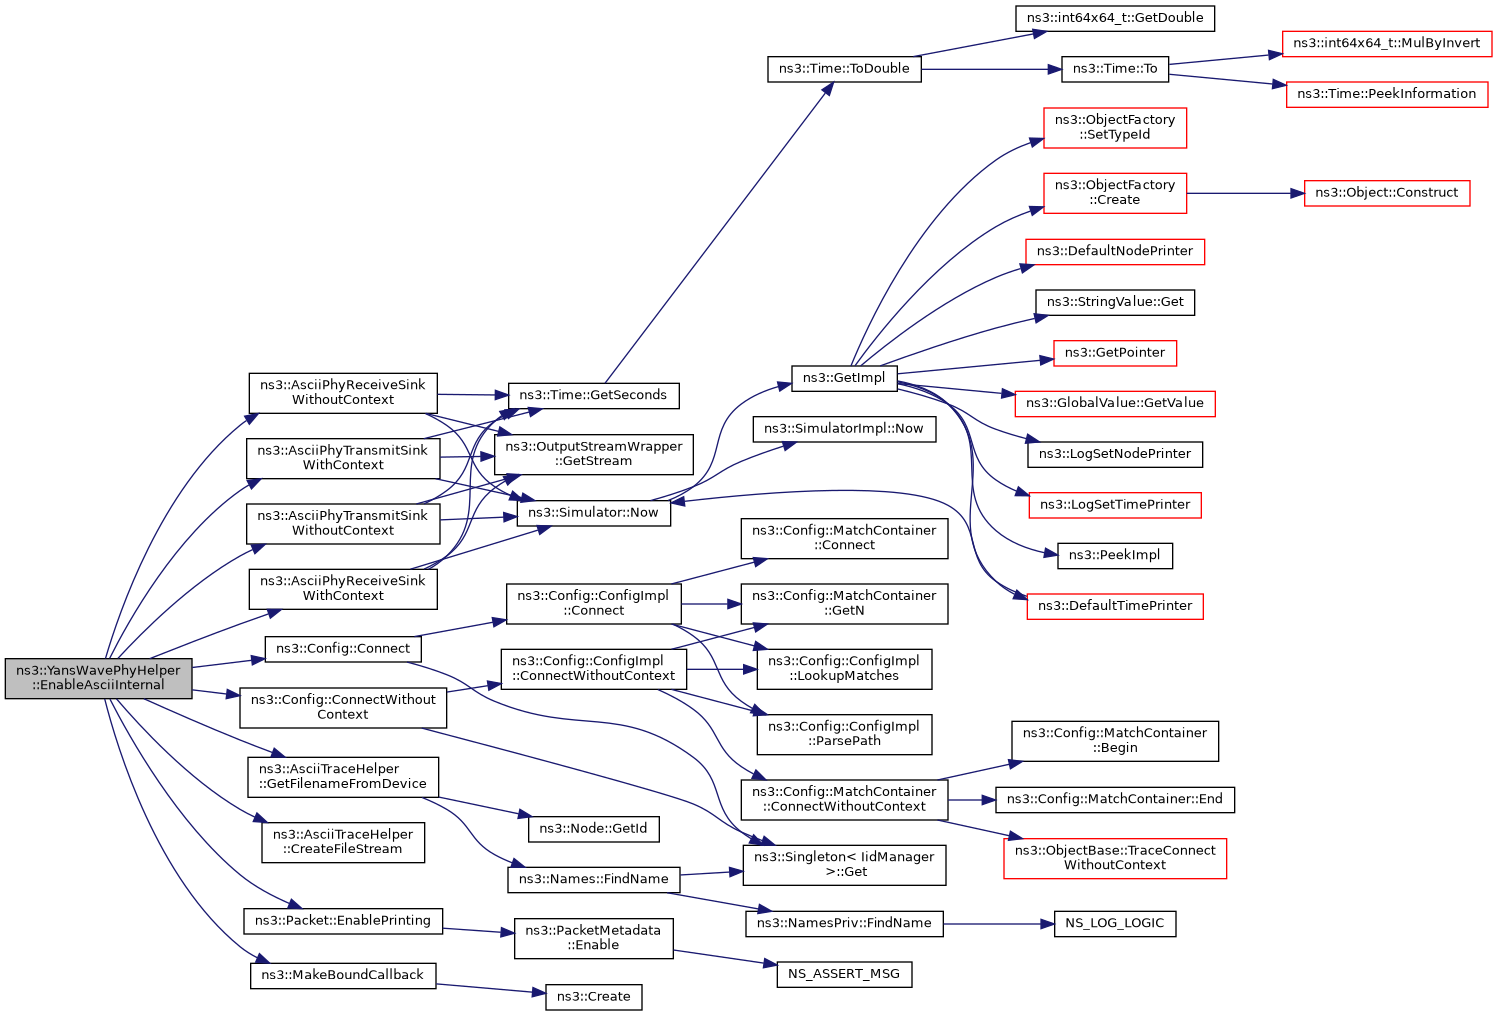 ns3::YansWavePhyHelper
::EnableAsciiInternal
ns3::AsciiPhyReceiveSink
WithoutContext
ns3::AsciiPhyTransmitSink
WithContext
ns3::AsciiPhyTransmitSink
WithoutContext
ns3::AsciiPhyReceiveSink
WithContext
ns3::Config::Connect
ns3::Config::ConnectWithout
Context
ns3::AsciiTraceHelper
::GetFilenameFromDevice
ns3::AsciiTraceHelper
::CreateFileStream
ns3::Packet::EnablePrinting
ns3::MakeBoundCallback
ns3::Time::GetSeconds
ns3::OutputStreamWrapper
::GetStream
ns3::Simulator::Now
ns3::Config::ConfigImpl
::Connect
ns3::Config::ConfigImpl
::ConnectWithoutContext
ns3::Node::GetId
ns3::Names::FindName
ns3::PacketMetadata
::Enable
ns3::Create
ns3::Time::ToDouble
ns3::GetImpl
ns3::SimulatorImpl::Now
ns3::Config::MatchContainer
::Connect
ns3::Config::MatchContainer
::GetN
ns3::Config::ConfigImpl
::LookupMatches
ns3::Config::ConfigImpl
::ParsePath
ns3::Config::MatchContainer
::ConnectWithoutContext
ns3::Singleton< IidManager
>::Get
ns3::NamesPriv::FindName
NS_ASSERT_MSG
ns3::int64x64_t::GetDouble
ns3::Time::To
ns3::ObjectFactory
::SetTypeId
ns3::ObjectFactory
::Create
ns3::DefaultNodePrinter
ns3::StringValue::Get
ns3::GetPointer
ns3::GlobalValue::GetValue
ns3::LogSetNodePrinter
ns3::LogSetTimePrinter
ns3::PeekImpl
ns3::DefaultTimePrinter
ns3::Config::MatchContainer
::Begin
ns3::Config::MatchContainer::End
ns3::ObjectBase::TraceConnect
WithoutContext
NS_LOG_LOGIC
ns3::int64x64_t::MulByInvert
ns3::Time::PeekInformation
ns3::Object::Construct